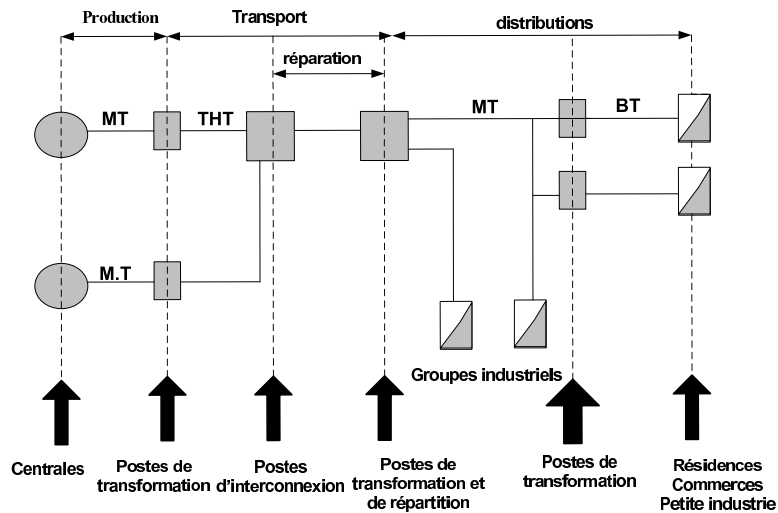 Production
Transport
distributions
réparation
MT
THT
MT
BT
M.T
Groupes industriels
Centrales
Postes de
transformation
Postes
d'interconnexion
Postes de
transformation et
de répartition
Postes de
transformation
Résidences
Commerces
Petite industrie